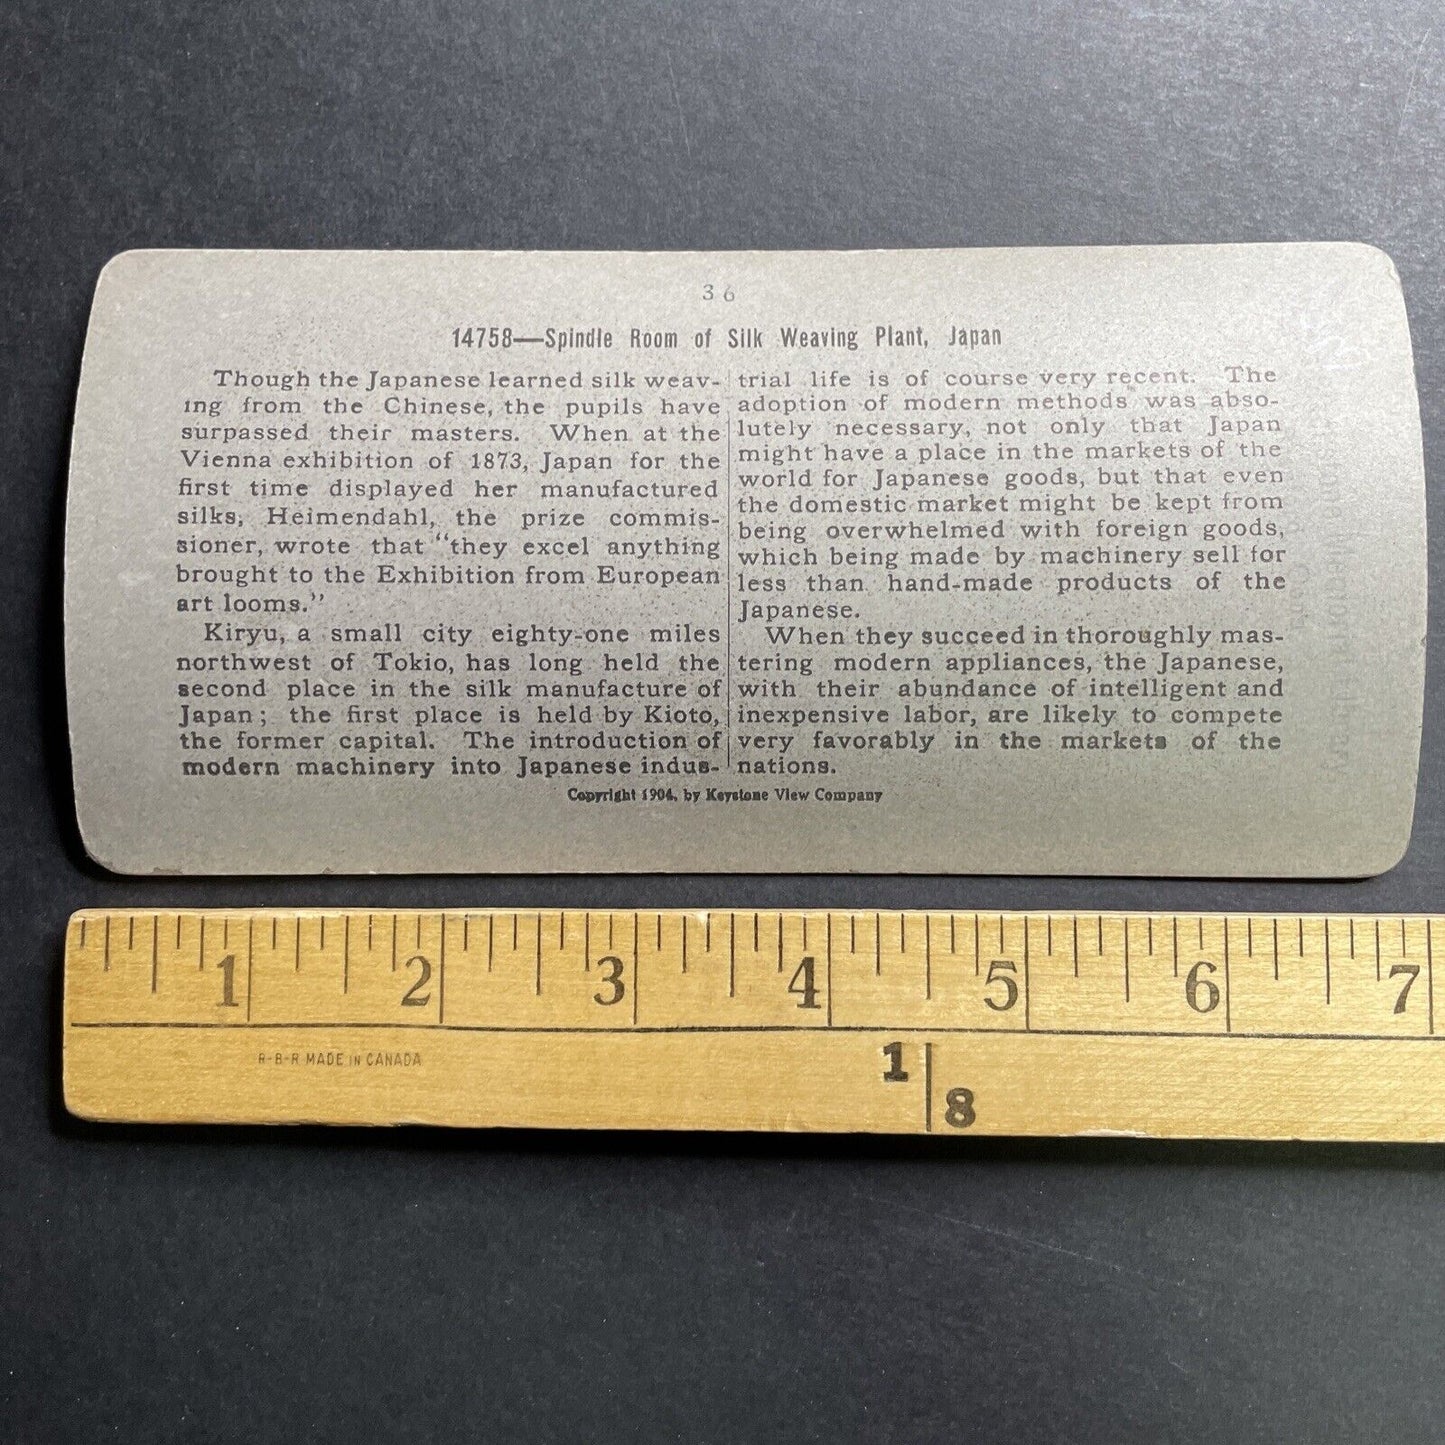 36
14758—Spindle Room of Silk Weaving Plant, Japan
Though the Japanese learned silk weav-
ing from the Chinese, the pupils have
surpassed their masters. When at the
Vienna exhibition of 1873, Japan for the
first time displayed her manufactured
silks, Heimendahl, the prize commis-
sioner, wrote that "they excel anything
brought to the Exhibition from European
art looms."
Kiryu, a small city eighty-one miles
northwest of Tokio, has long held the
second place in the silk manufacture of
Japan; the first place is held by Kioto,
the former capital. The introduction of
modern machinery into Japanese indus-
trial life is of course very recent. The
adoption of modern methods was abso-
lutely necessary, not only that Japan
might have a place in the markets of the
world for Japanese goods, but that even
the domestic market might be kept from
being overwhelmed with foreign goods,
which being made by machinery sell for
less than hand-made products of the
Japanese.
When they succeed in thoroughly mas-
tering modern appliances, the Japanese,
with their abundance of intelligent and
inexpensive labor, are likely to compete
very favorably in the markets of the
nations.
Copyright 1904, by Keystone View Company
1 2 3 4 5 6 7
R-B-R MADE IN CANADA
1
8